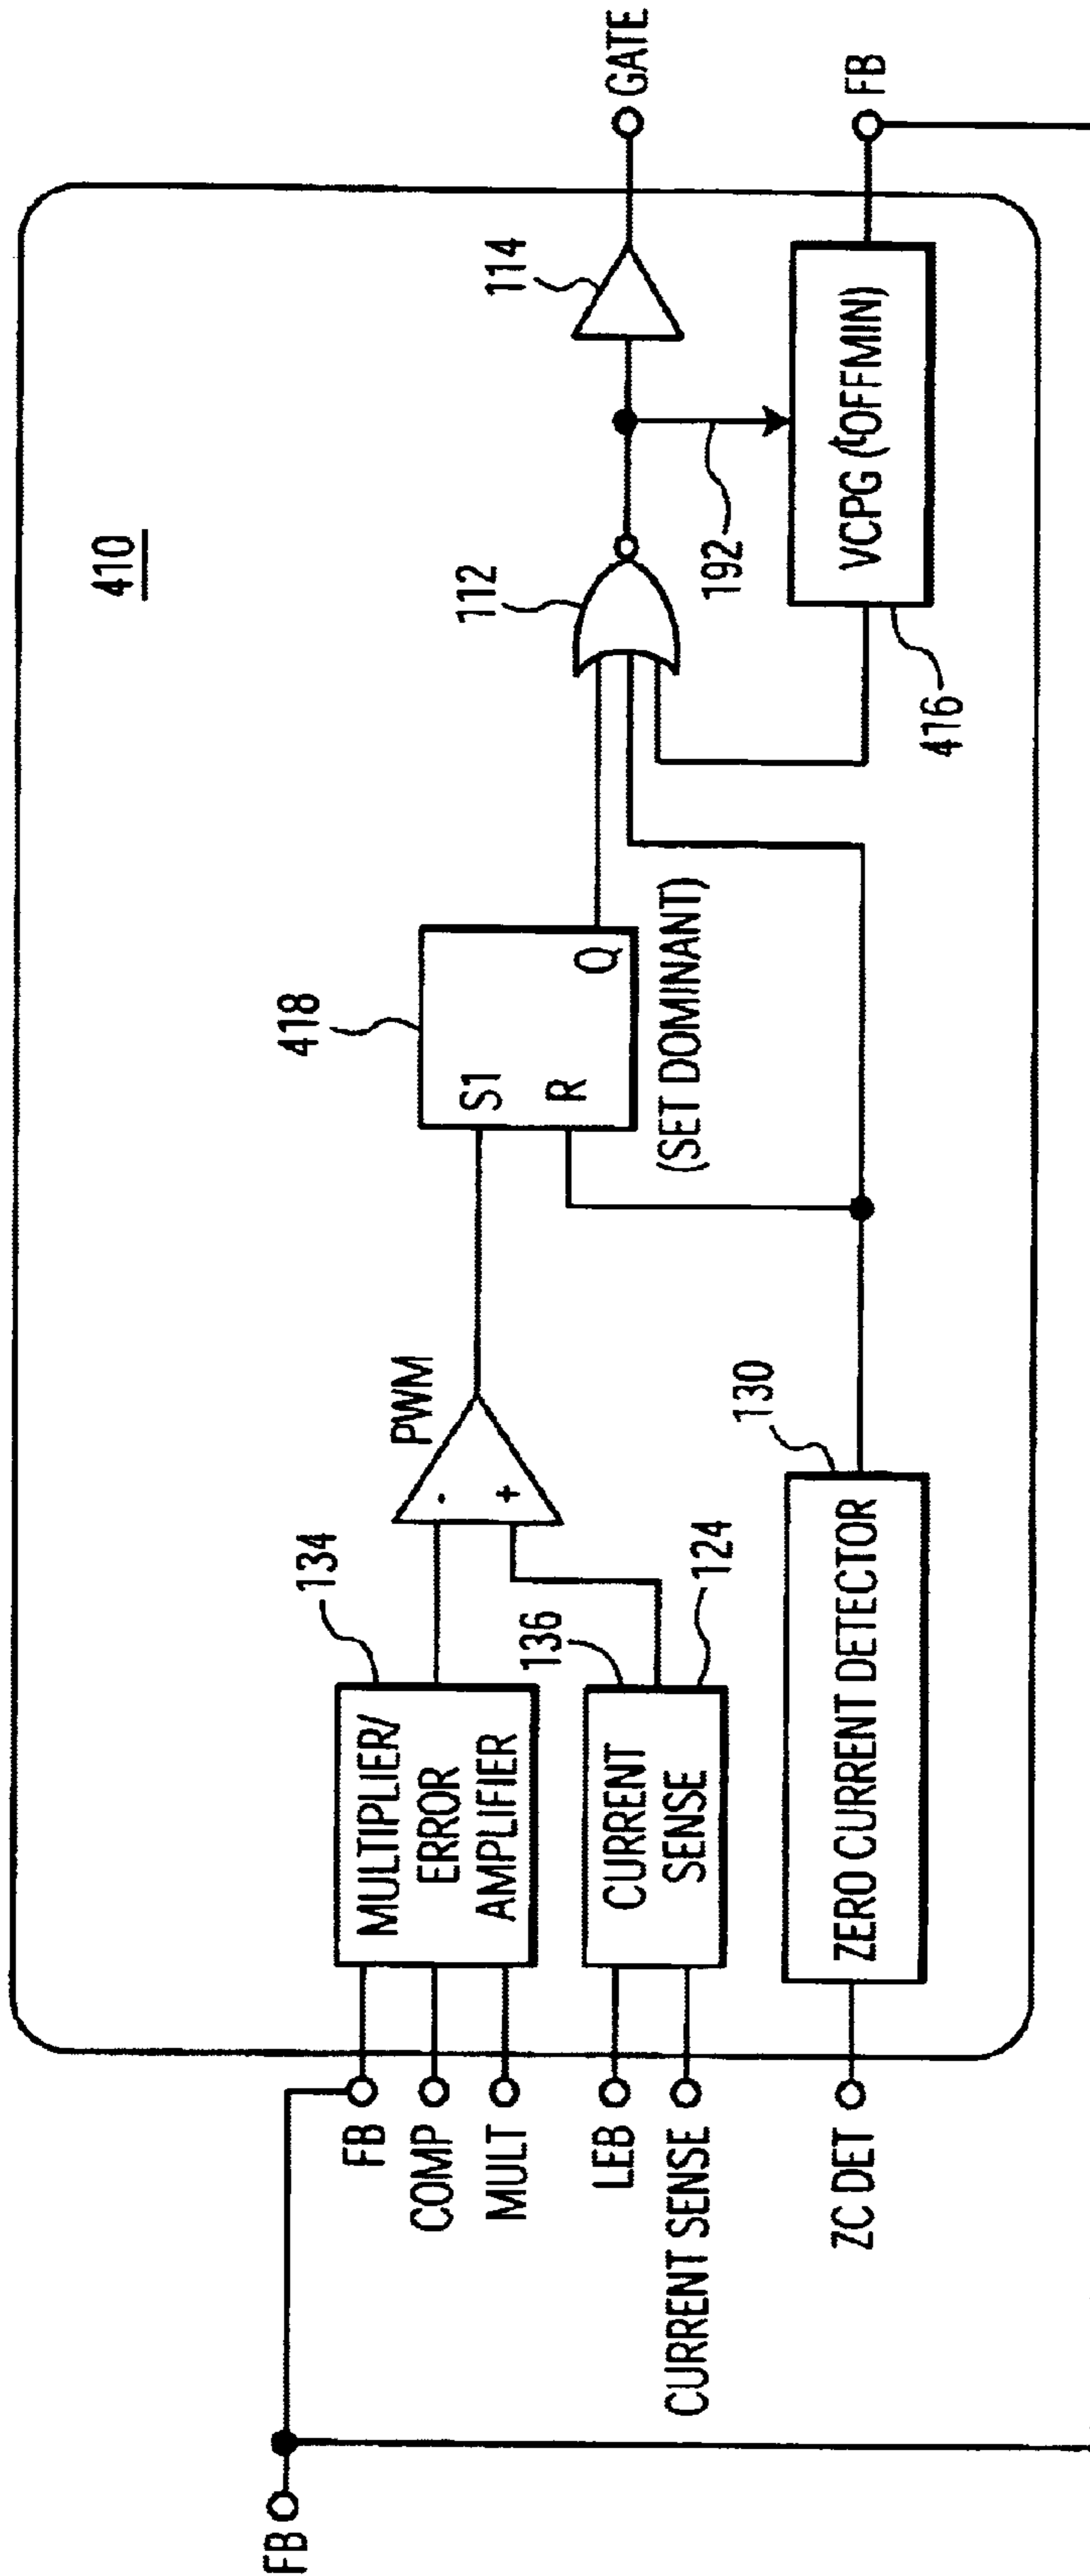 410
FB
FB
COMP
MULT
LEB
CURRENT SENSE
ZC DET
MULTIPLIER/
ERROR
AMPLIFIER
134
CURRENT
SENSE
136
124
ZERO CURRENT DETECTOR
130
PWM
-
+
418
S1
R
Q
(SET DOMINANT)
112
114
192
VCPG (tOFFMIN)
416
GATE
FB